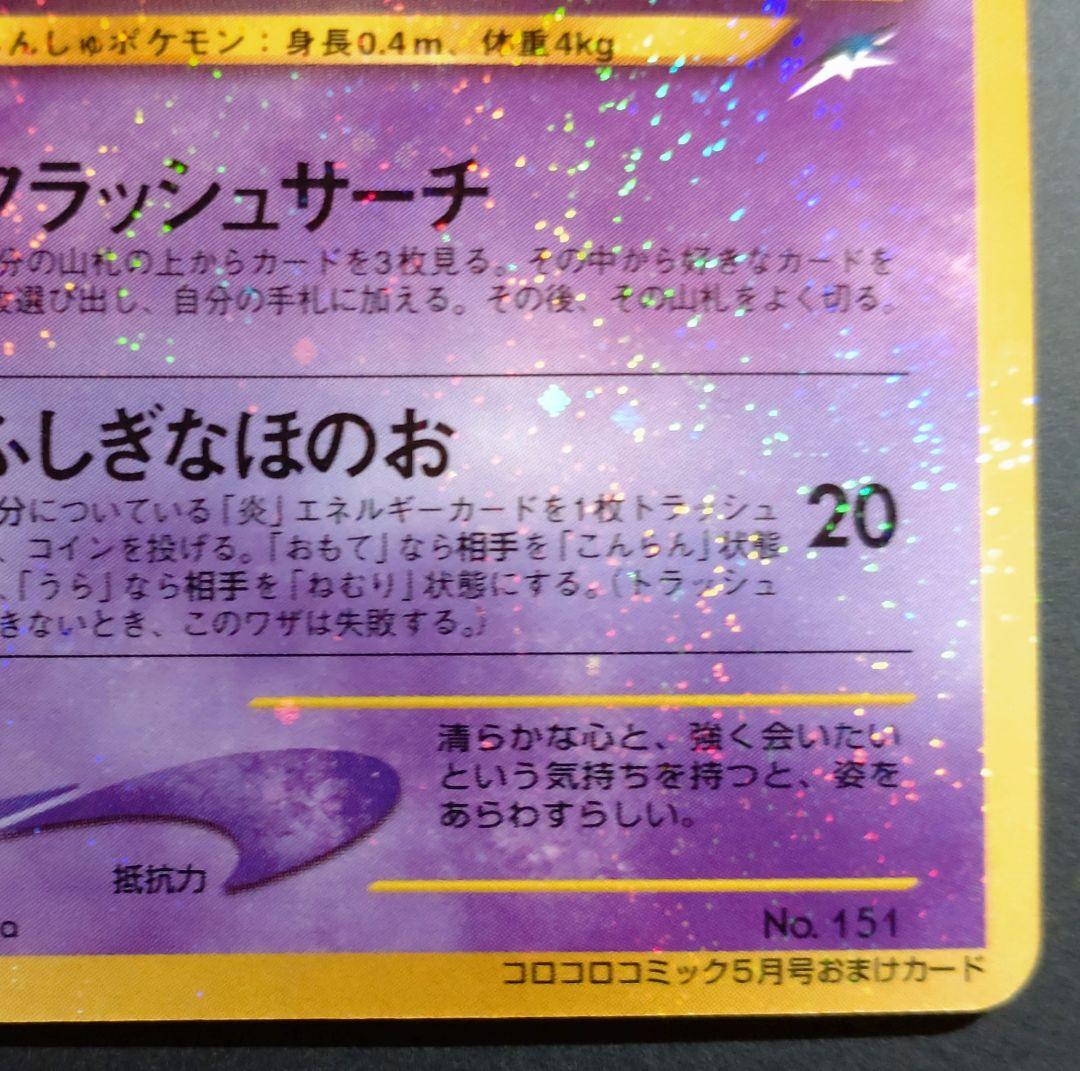 んしゅポケモン：身長0.4m、体重4kg
ラッシュサーチ
分の山札の上からカードを3枚見る。その中から好きなカードを
枚選び出し、自分の手札に加える。その後、その山札をよく切る。
ふしぎなほのお
分についている「炎」エネルギーカードを1枚トラッシュ
20
、コインを投げる。「おもて」なら相手を「こんらん」状態
、「うら」なら相手を「ねむり」状態にする。（トラッシュ
きないとき、このワザは失敗する。）
清らかな心と、強く会いたい
という気持ちを持つと、姿を
あらわすらしい。
抵抗力
a
No. 151
コロコロコミック5月号おまけカード